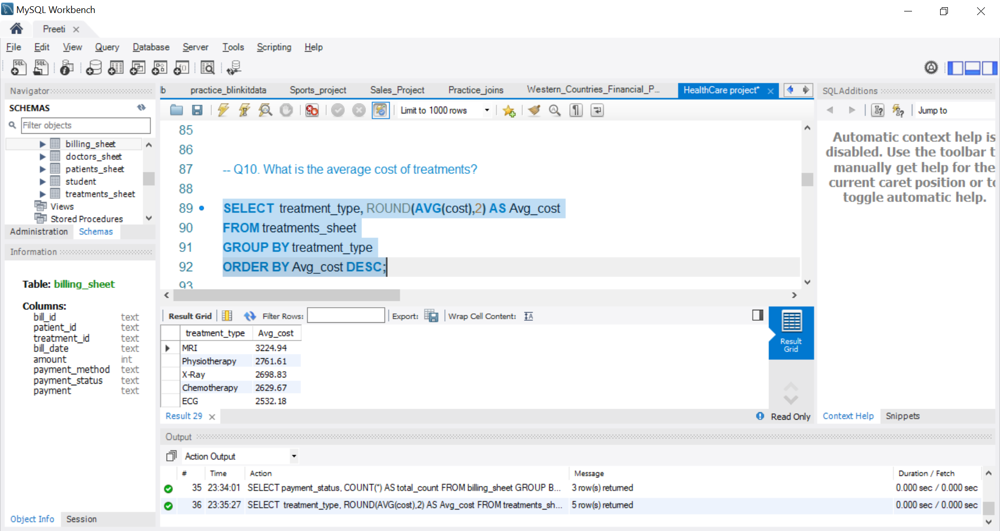 MySQL Workbench
Preeti
File Edit View Query Database Server Tools Scripting Help
Navigator
SCHEMAS
Filter objects
billing_sheet
doctors_sheet
patients_sheet
student
treatments_sheet
Views
Stored Procedures
Administration Schemas
Information
Table: billing_sheet
Columns:
bill_id text
patient_id text
treatment_id text
bill_date text
amount int
payment_method text
payment_status text
payment text
Object Info Session
lb practice_blinkitdata Sports_project Sales_Project Practice_joins Western_Countries_Financial_P... HealthCare project*
Limit to 1000 rows
85
86
87 -- Q10. What is the average cost of treatments?
88
89 SELECT treatment_type, ROUND(AVG(cost),2) AS Avg_cost
90 FROM treatments_sheet
91 GROUP BY treatment_type
92 ORDER BY Avg_cost DESC;
93
Result Grid Filter Rows: Export: Wrap Cell Content:
treatment_type Avg_cost
MRI 3224.94
Physiotherapy 2761.61
X-Ray 2698.83
Chemotherapy 2629.67
ECG 2532.18
Result Grid
Result 29
Read Only
SQLAdditions
Jump to
Automatic context help is
disabled. Use the toolbar t
manually get help for the
current caret position or to
toggle automatic help.
Context Help Snippets
Output
Action Output
# Time Action Message Duration / Fetch
35 23:34:01 SELECT payment_status, COUNT(*) AS total_count FROM billing_sheet GROUP B... 3 row(s) returned 0.000 sec / 0.000 sec
36 23:35:27 SELECT treatment_type, ROUND(AVG(cost),2) AS Avg_cost FROM treatments_sh... 5 row(s) returned 0.000 sec / 0.000 sec